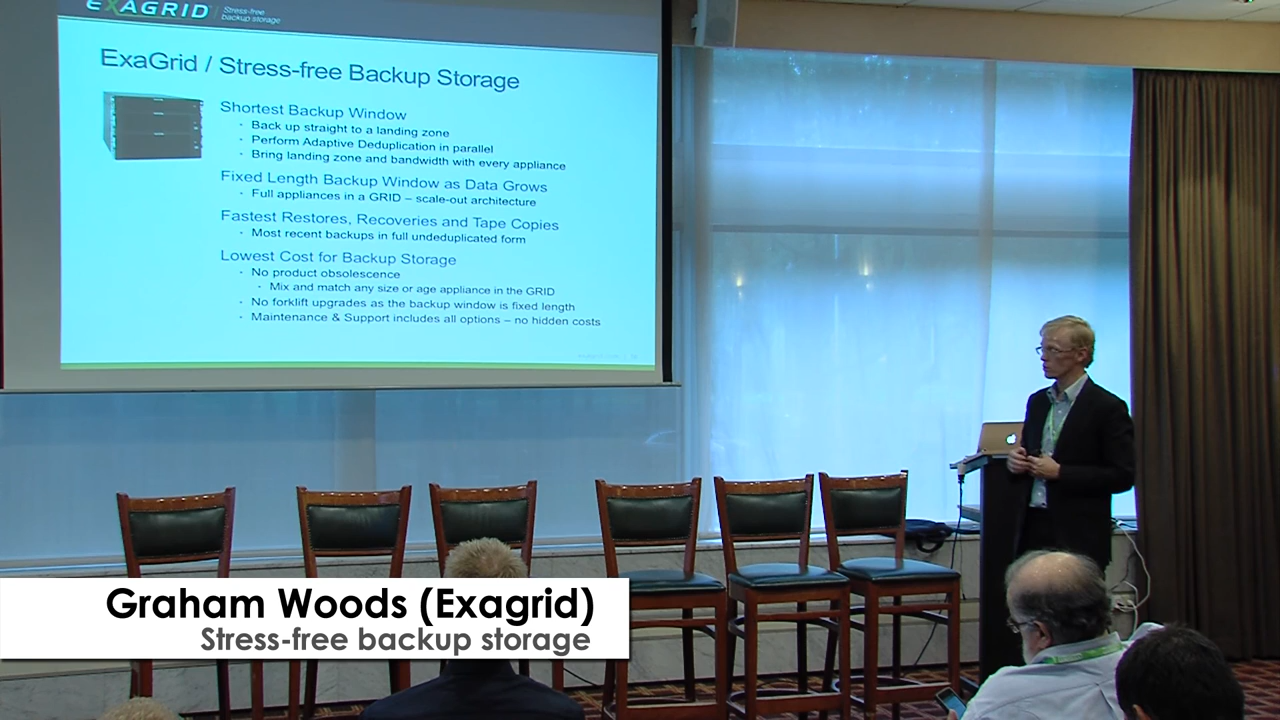 EXAGRID
Stress-free
backup storage
ExaGrid / Stress-free Backup Storage
Shortest Backup Window
· Back up straight to a landing zone
· Perform Adaptive Deduplication in parallel
· Bring landing zone and bandwidth with every appliance
Fixed Length Backup Window as Data Grows
· Full appliances in a GRID – scale-out architecture
Fastest Restores, Recoveries and Tape Copies
· Most recent backups in full undeduplicated form
Lowest Cost for Backup Storage
· No product obsolescence
· Mix and match any size or age appliance in the GRID
· No forklift upgrades as the backup window is fixed length
· Maintenance & Support includes all options – no hidden costs
Graham Woods (Exagrid)
Stress-free backup storage